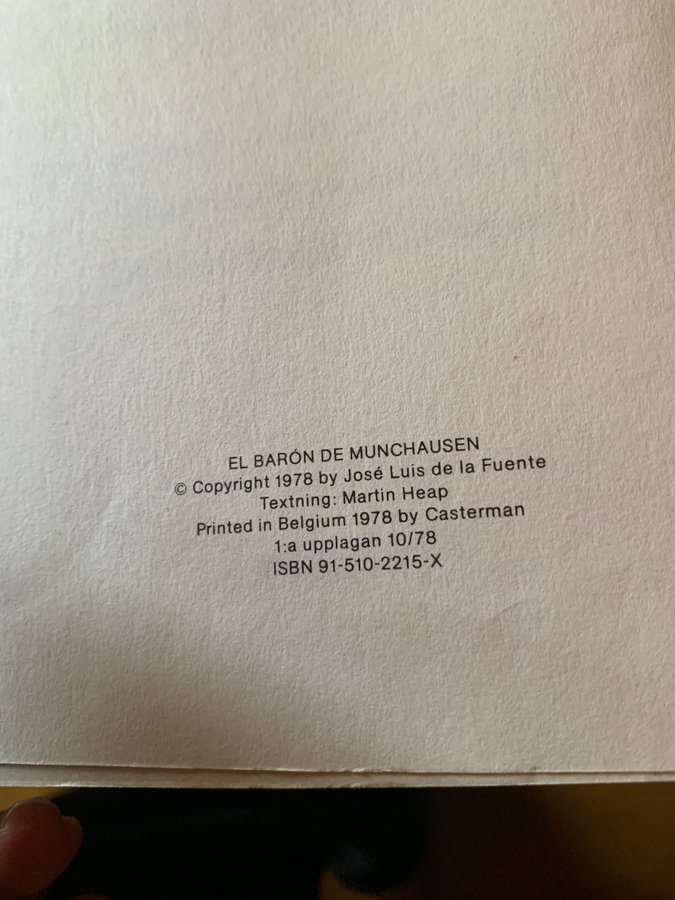 EL BARÓN DE MUNCHAUSEN
© Copyright 1978 by José Luis de la Fuente
Textning: Martin Heap
Printed in Belgium 1978 by Casterman
1:a upplagan 10/78
ISBN 91-510-2215-X